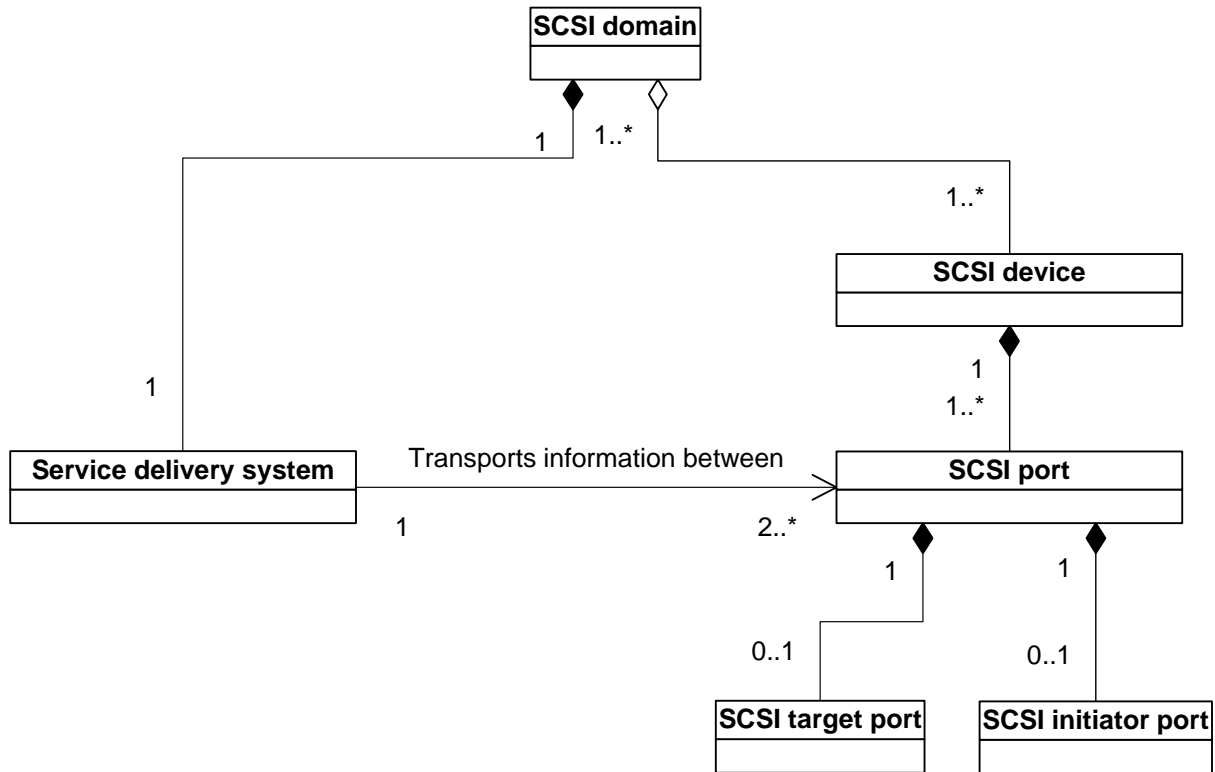 SCSI domain
1
1..*
1..*
SCSI device
1
1
1..*
Service delivery system
Transports information between
SCSI port
1
2..*
1
1
0..1
0..1
SCSI target port
SCSI initiator port